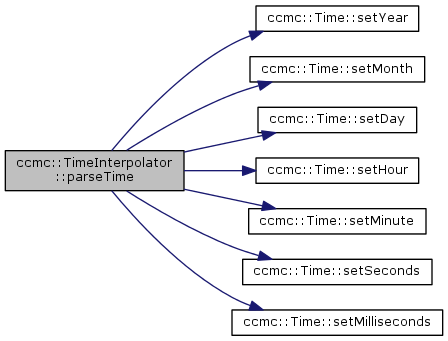 ccmc::Time::setYear
ccmc::Time::setMonth
ccmc::Time::setDay
ccmc::TimeInterpolator
::parseTime
ccmc::Time::setHour
ccmc::Time::setMinute
ccmc::Time::setSeconds
ccmc::Time::setMilliseconds